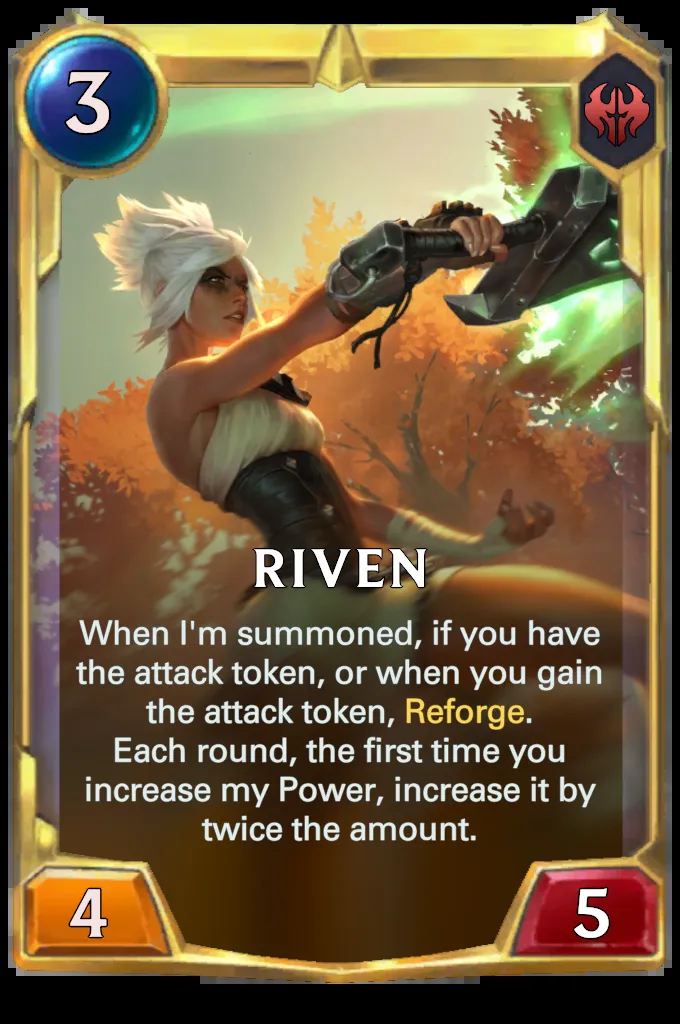 3
RIVEN
When I'm summoned, if you have
the attack token, or when you gain
the attack token, Reforge.
Each round, the first time you
increase my Power, increase it by
twice the amount.
4
5